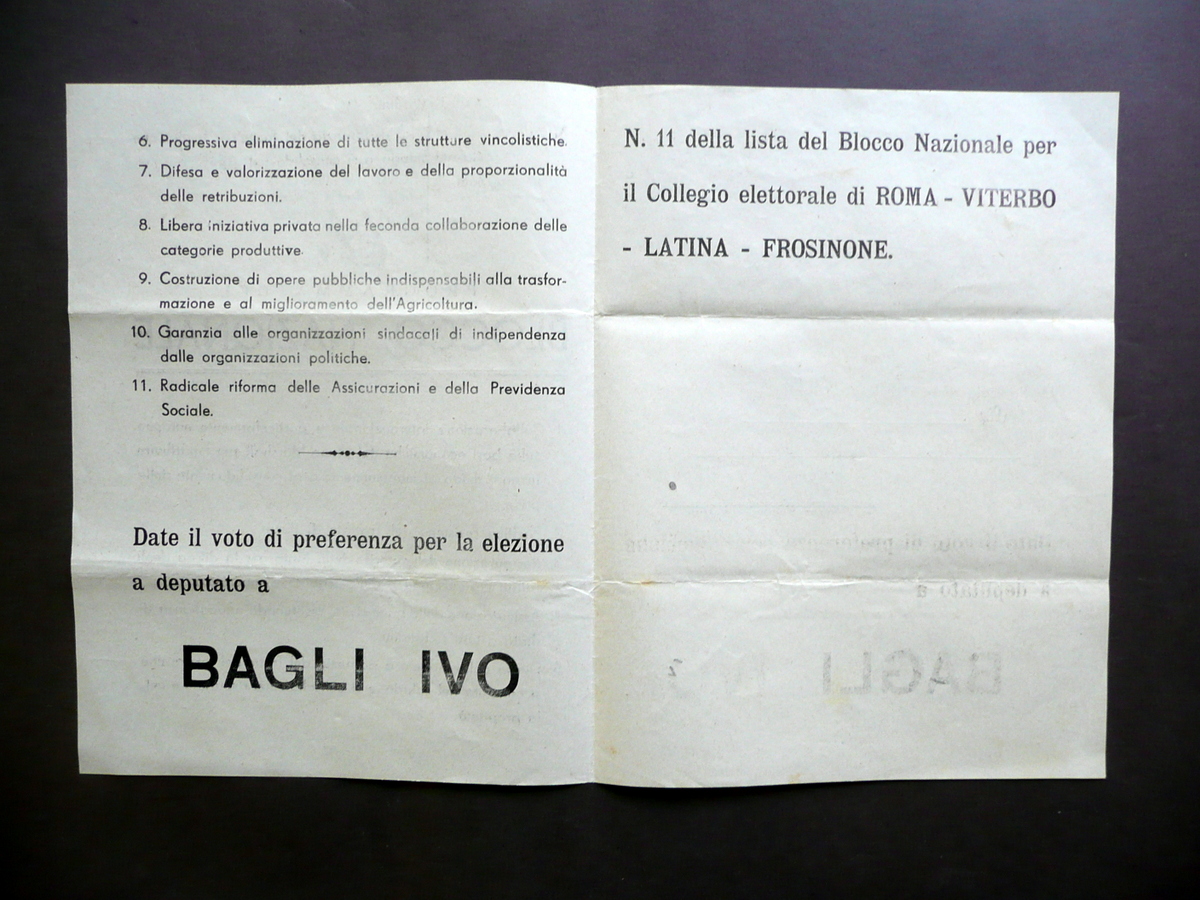 6. Progressiva eliminazione di tutte le strutture vincolistiche.
7. Difesa e valorizzazione del lavoro e della proporzionalità
delle retribuzioni.
8. Libera iniziativa privata nella feconda collaborazione delle
categorie produttive.
9. Costruzione di opere pubbliche indispensabili alla trasfor-
mazione e al miglioramento dell'Agricoltura.
10. Garanzia alle organizzazioni sindacali di indipendenza
dalle organizzazioni politiche.
11. Radicale riforma delle Assicurazioni e della Previdenza
Sociale.
Date il voto di preferenza per la elezione
a deputato a
BAGLI IVO
N. 11 della lista del Blocco Nazionale per
il Collegio elettorale di ROMA - VITERBO
- LATINA - FROSINONE.